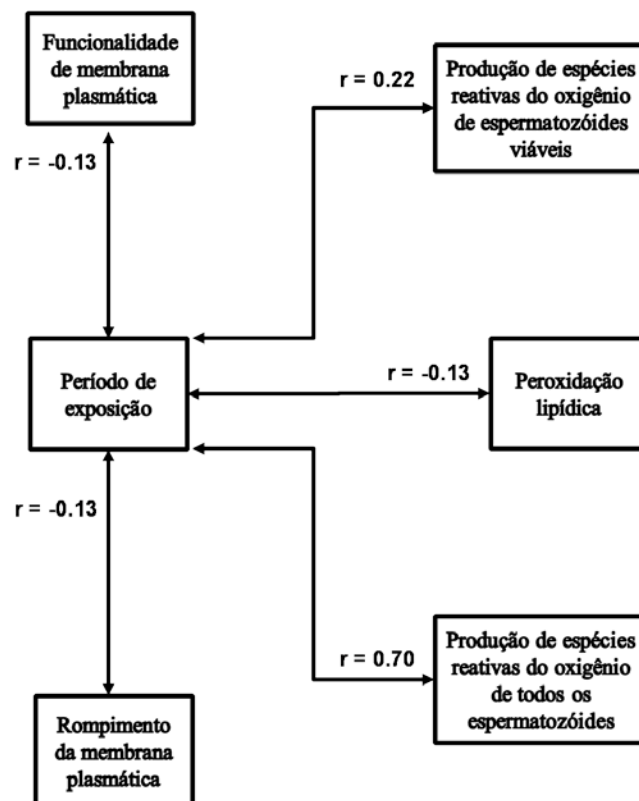 Funcionalidade
de membrana
plasmática
r = 0.22
Produção de espécies
reativas do oxigênio
de espermatozóides
viáveis
r = -0.13
Período de
exposição
r = -0.13
Peroxidação
lipídica
r = -0.13
r = 0.70
Produção de espécies
reativas do oxigênio
de todos os
espermatozóides
Rompimento
da membrana
plasmática